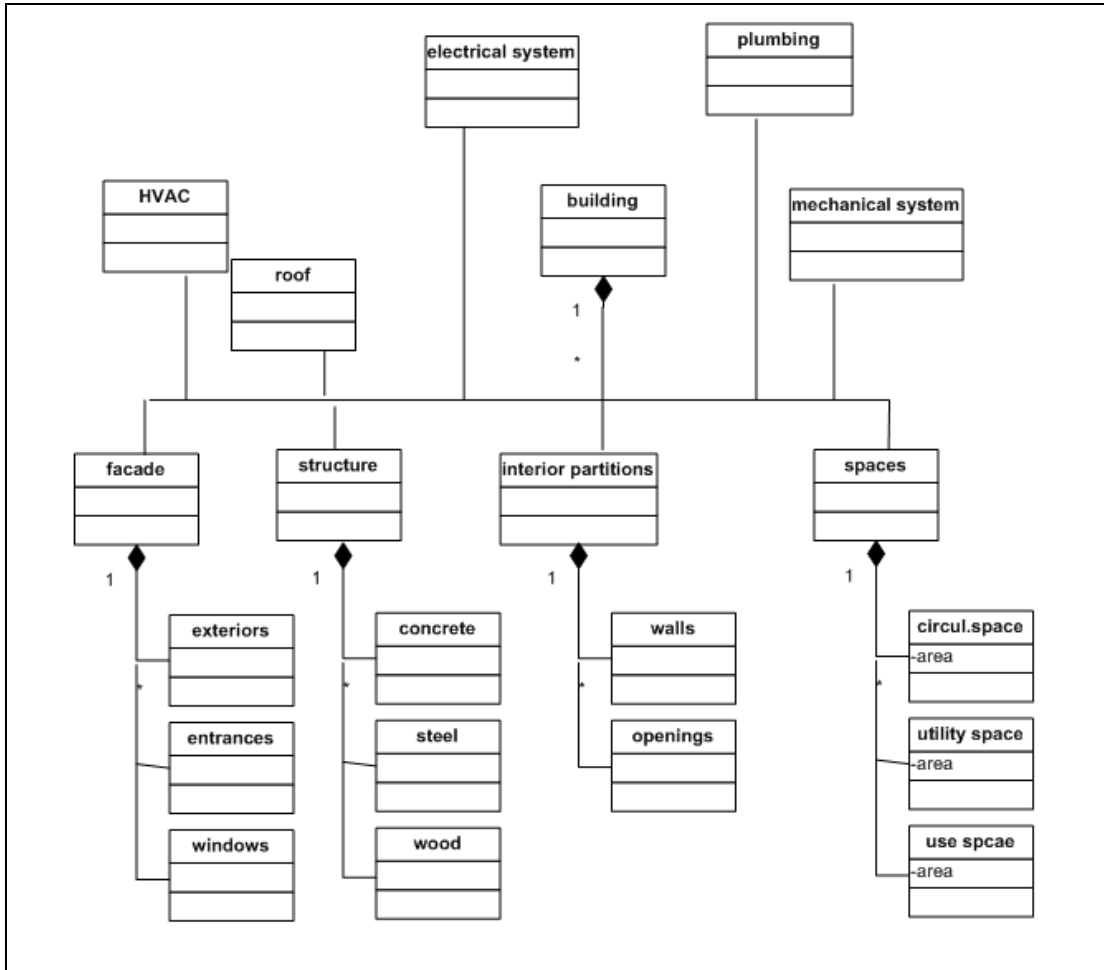 plumbing
electrical system
HVAC
building
mechanical system
roof
1
*
facade
structure
interior partitions
spaces
1
1
1
1
exteriors
concrete
walls
circul.space
-area
*
*
*
*
entrances
steel
openings
utility space
-area
windows
wood
use spcae
-area